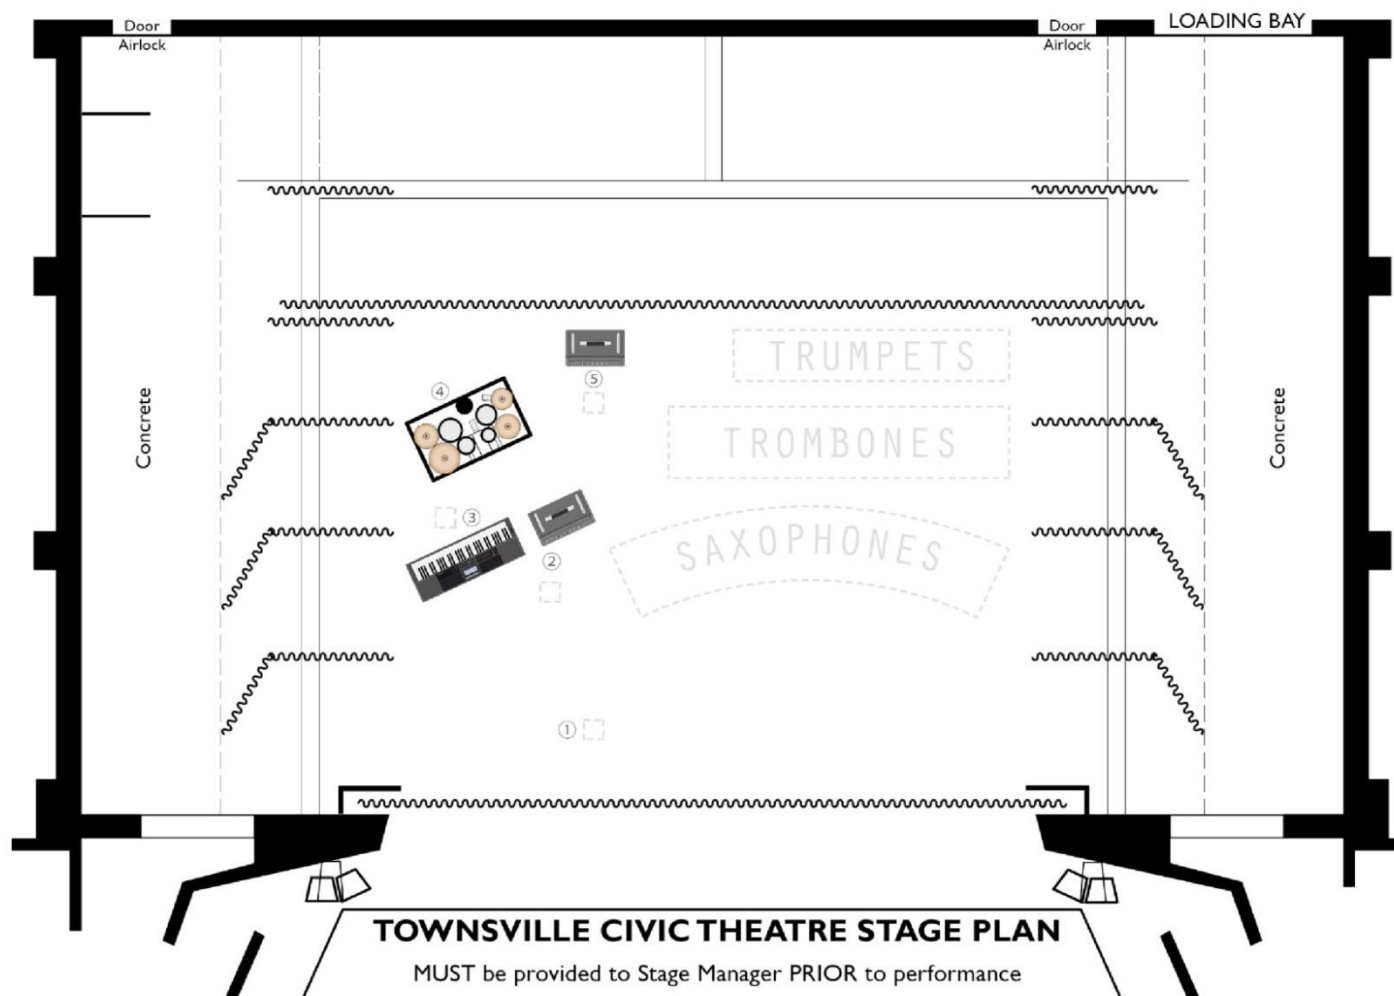 Door
Airlock
Door
Airlock
LOADING BAY
TRUMPETS
⑤
④
Concrete
TROMBONES
Concrete
③
SAXOPHONES
②
①
TOWNSVILLE CIVIC THEATRE STAGE PLAN
MUST be provided to Stage Manager PRIOR to performance